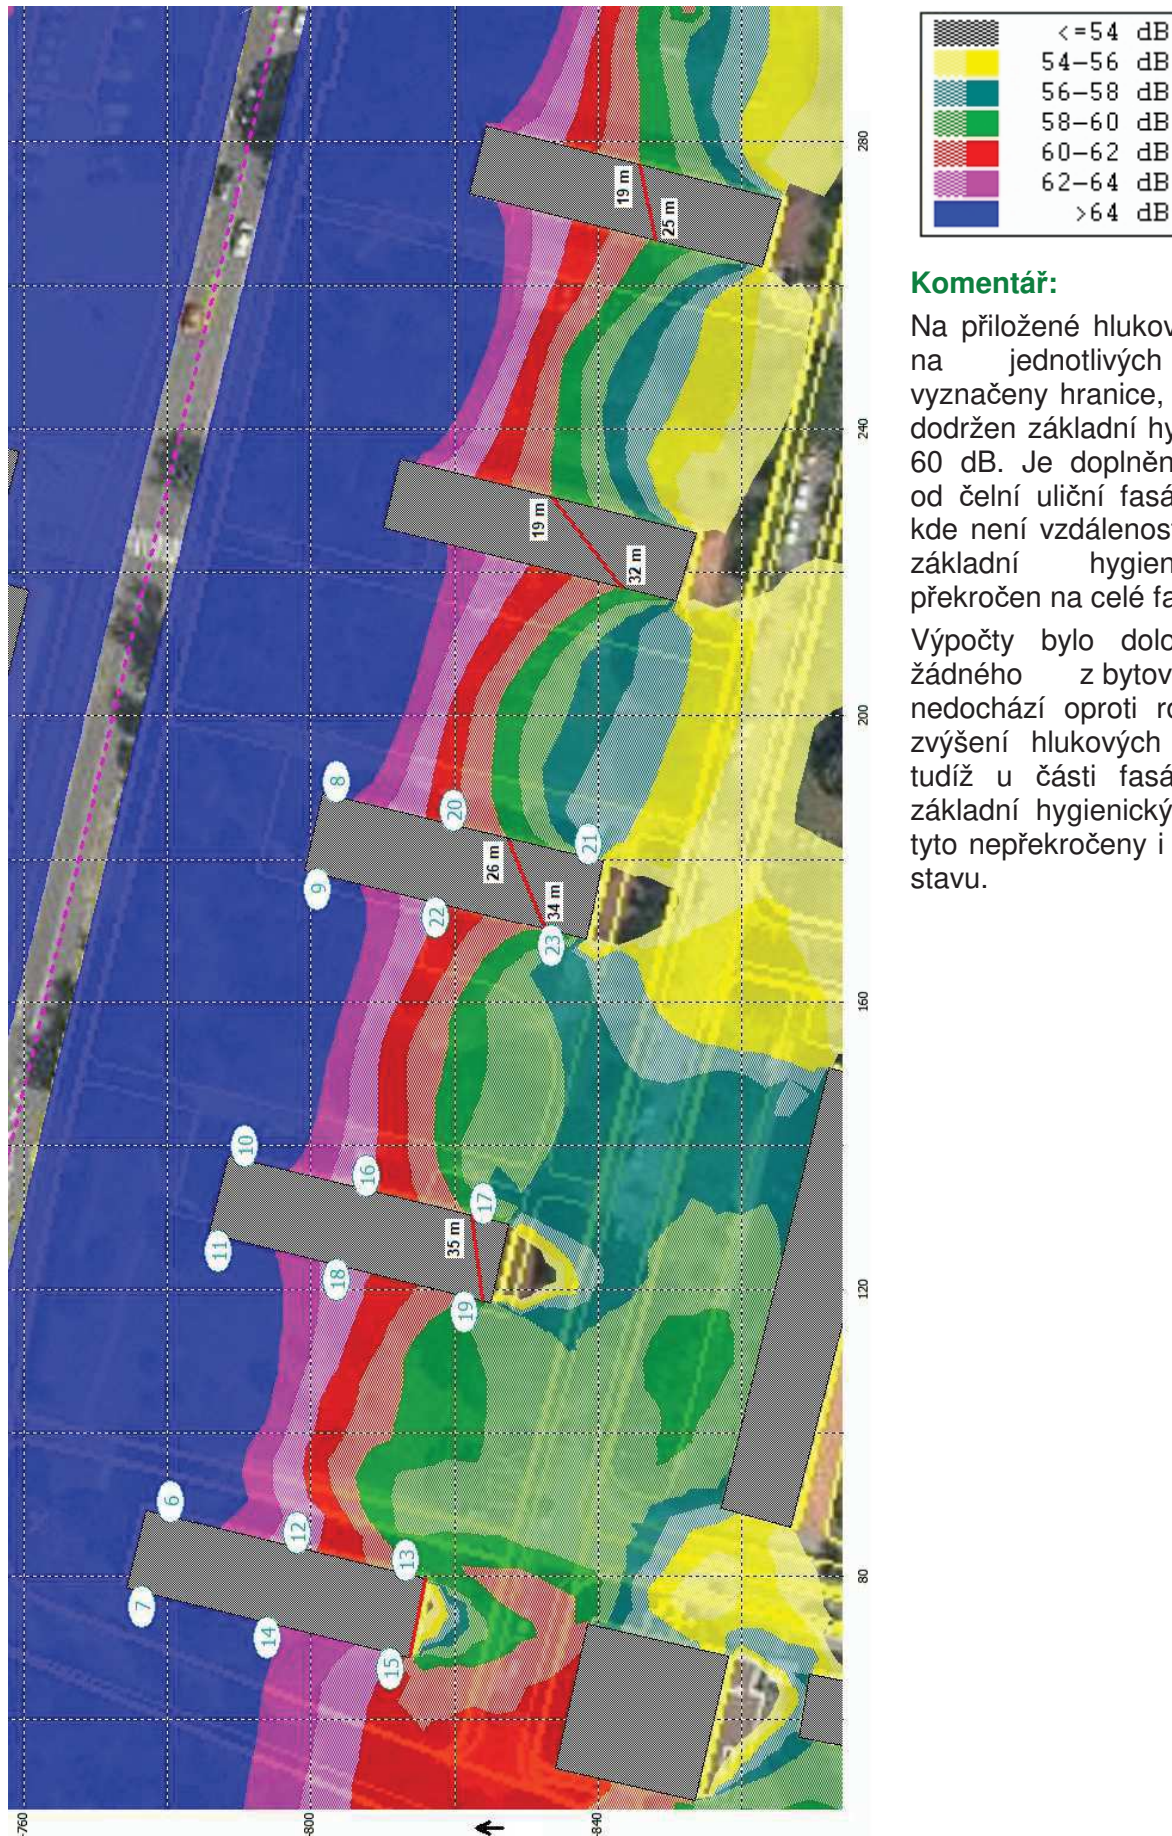 <=54 dB
54-56 dB
56-58 dB
58-60 dB
60-62 dB
62-64 dB
>64 dB
Komentář:
Na přiložené hlukov
na jednotlivých
vyznačeny hranice,
dodržen základní hy
60 dB. Je doplněn
od čelní uliční fasá
kde není vzdálenos
základní hygien
překročen na celé fa
Výpočty bylo dolo
žádného z bytov
nedochází oproti ro
zvýšení hlukových
tudíž u části fasá
základní hygienický
tyto nepřekročeny i
stavu.
280
240
200
160
120
80
-760
-800
-840
19 m
25 m
19 m
32 m
26 m
34 m
35 m
8
9
20
21
22
23
10
11
16
17
18
19
6
7
12
13
14
15